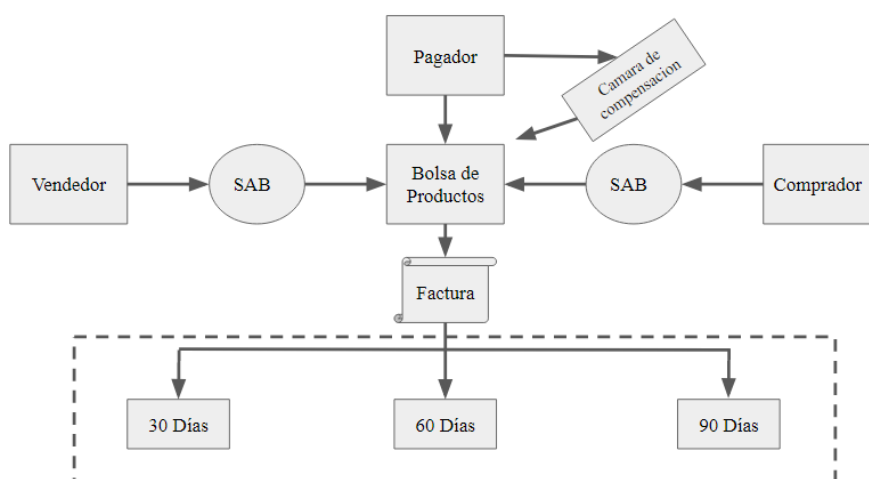 Pagador
Camara de
compensacion
Vendedor
SAB
Bolsa de
Productos
SAB
Comprador
Factura
30 Días
60 Días
90 Días